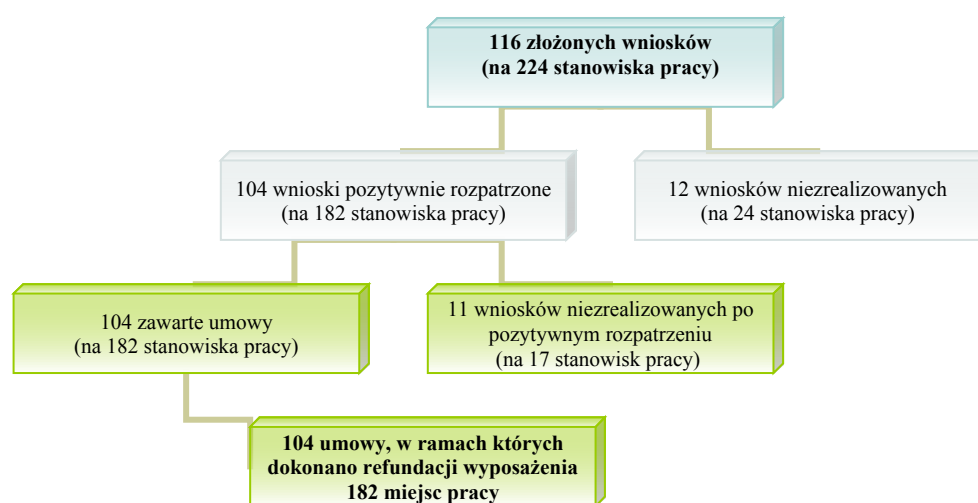 116 złożonych wniosków
(na 224 stanowiska pracy)
104 wnioski pozytywnie rozpatrzone
(na 182 stanowiska pracy)
12 wniosków niezrealizowanych
(na 24 stanowiska pracy)
104 zawarte umowy
(na 182 stanowiska pracy)
11 wniosków niezrealizowanych po
pozytywnym rozpatrzeniu
(na 17 stanowisk pracy)
104 umowy, w ramach których
dokonano refundacji wyposażenia
182 miejsc pracy